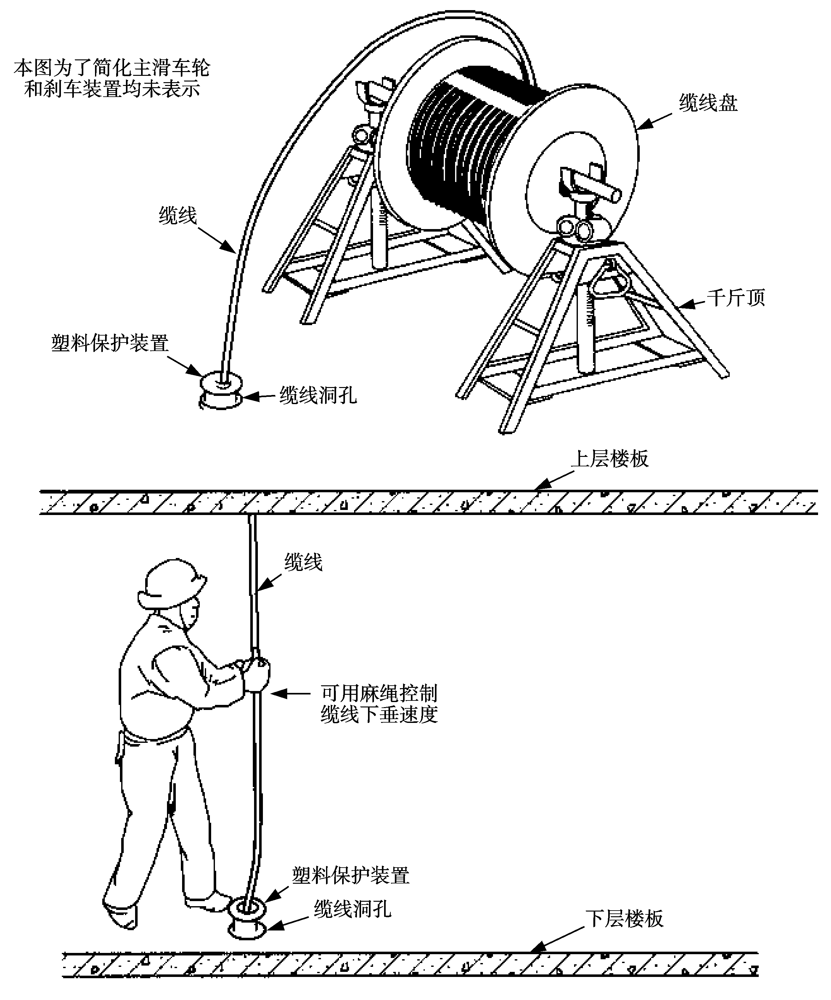 本图为了简化主滑车轮
和刹车装置均未表示
缆线盘
缆线
千斤顶
塑料保护装置
缆线洞孔
上层楼板
缆线
可用麻绳控制
缆线下垂速度
塑料保护装置
缆线洞孔
下层楼板